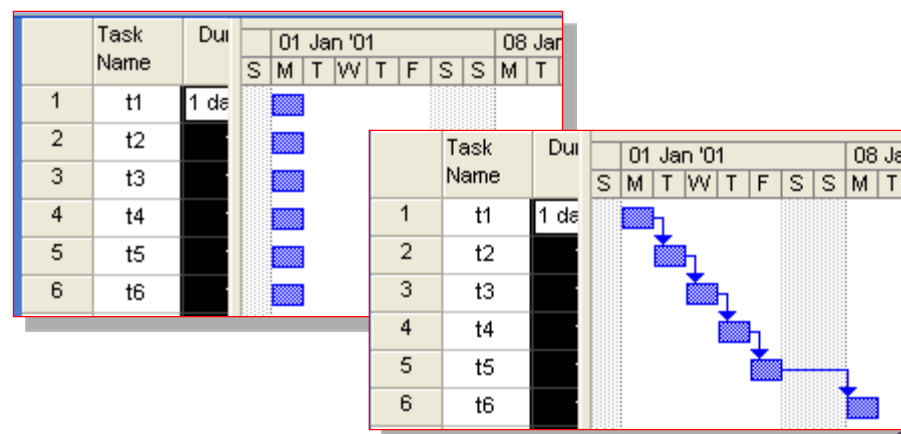 Task Name Dur 01 Jan '01 08 Jan
S M T W T F S S M T
1 t1 1 da
2 t2
3 t3
4 t4
5 t5
6 t6
Task Name Dur 01 Jan '01 08 Ja
S M T W T F S S M T
1 t1 1 da
2 t2
3 t3
4 t4
5 t5
6 t6